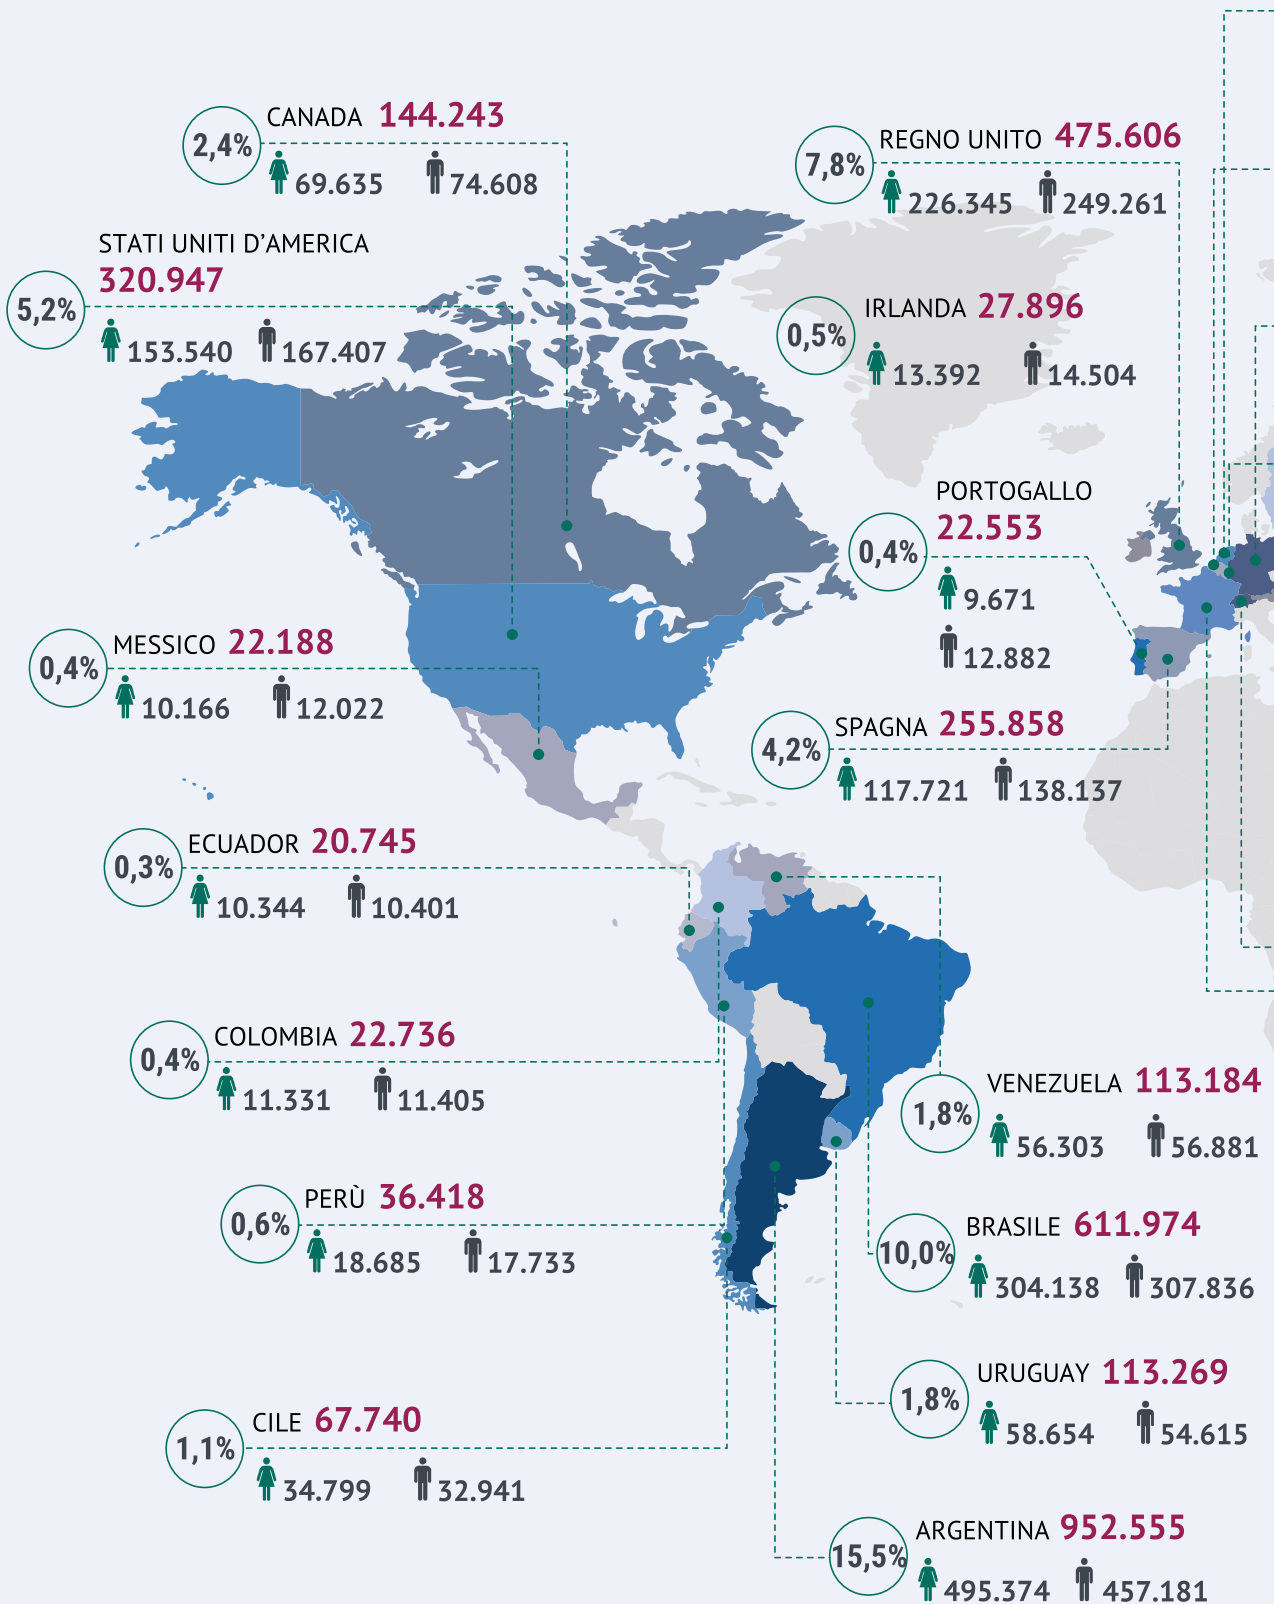 CANADA 144.243
2,4%
69.635 74.608
STATI UNITI D’AMERICA
320.947
5,2%
153.540 167.407
MESSICO 22.188
0,4%
10.166 12.022
ECUADOR 20.745
0,3%
10.344 10.401
COLOMBIA 22.736
0,4%
11.331 11.405
PERÙ 36.418
0,6%
18.685 17.733
CILE 67.740
1,1%
34.799 32.941
REGNO UNITO 475.606
7,8%
226.345 249.261
IRLANDA 27.896
0,5%
13.392 14.504
PORTOGALLO
22.553
0,4%
9.671
12.882
SPAGNA 255.858
4,2%
117.721 138.137
VENEZUELA 113.184
1,8%
56.303 56.881
BRASILE 611.974
10,0%
304.138 307.836
URUGUAY 113.269
1,8%
58.654 54.615
ARGENTINA 952.555
15,5%
495.374 457.181